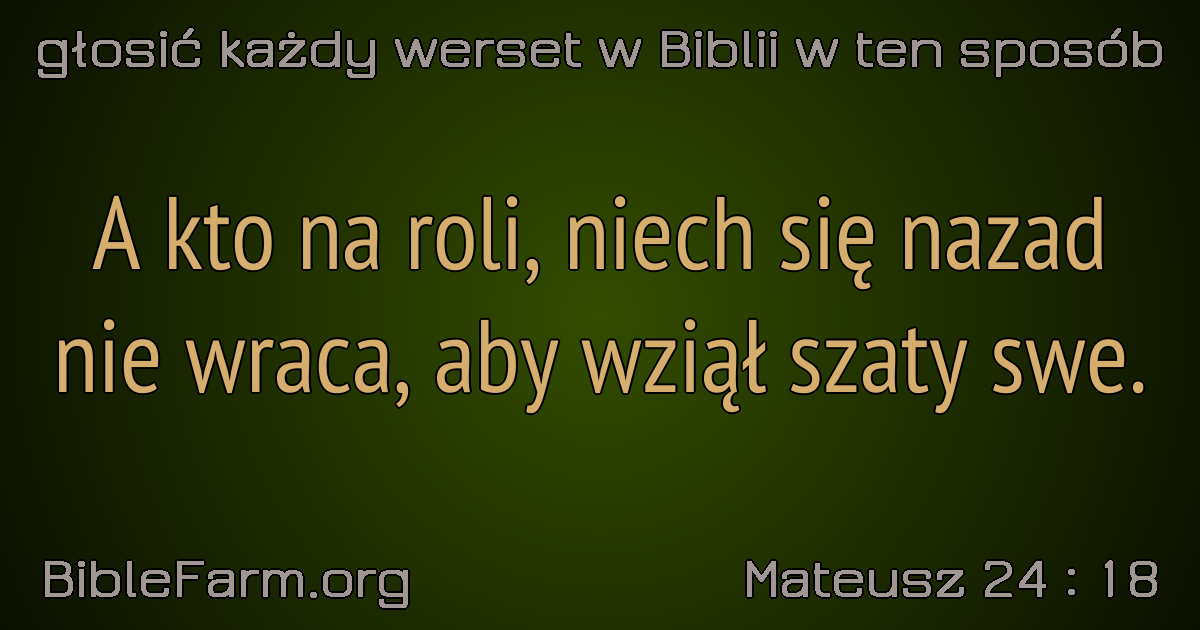 głosić każdy werset w Biblii w ten sposób
A kto na roli, niech się nazad
nie wraca, aby wziął szaty swe.
BibleFarm.org
Mateusz 24 : 18